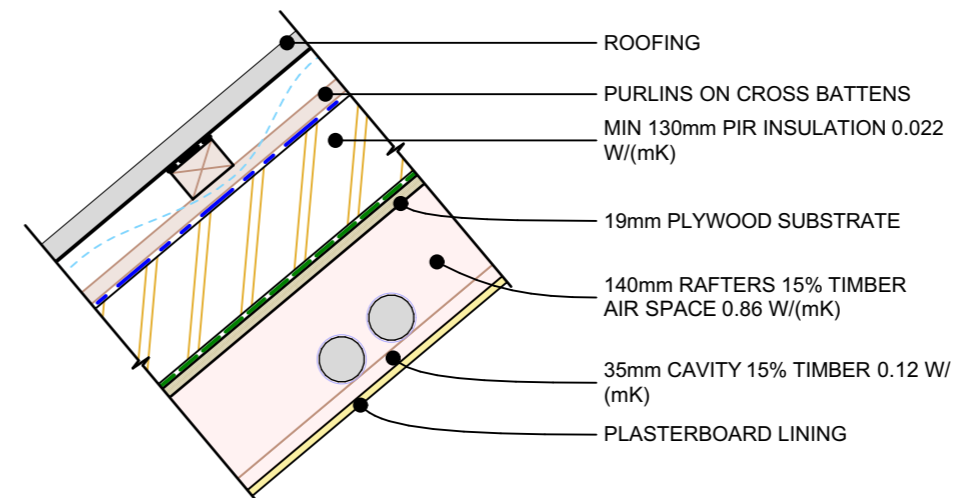 ROOFING
PURLINS ON CROSS BATTENS
MIN 130mm PIR INSULATION 0.022
W/(mK)
19mm PLYWOOD SUBSTRATE
140mm RAFTERS 15% TIMBER
AIR SPACE 0.86 W/(mK)
35mm CAVITY 15% TIMBER 0.12 W/
(mK)
PLASTERBOARD LINING